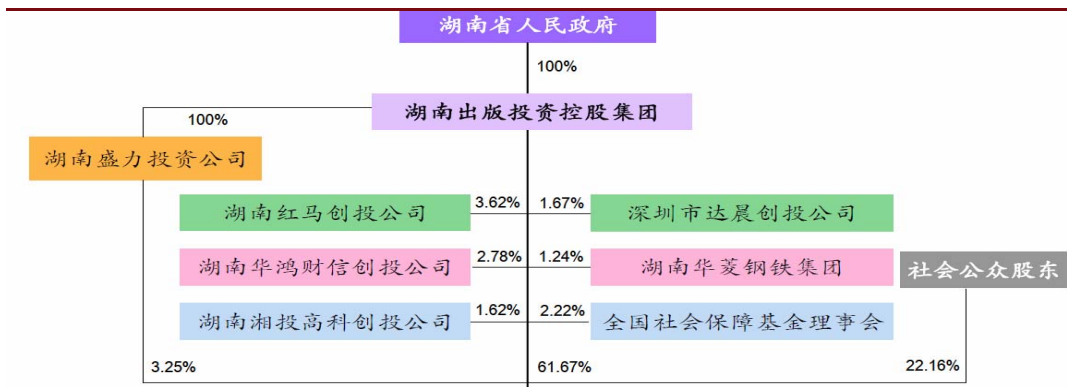 湖南省人民政府
100%
湖南出版投资控股集团
100%
湖南盛力投资公司
湖南红马创投公司
3.62%
1.67%
深圳市达晨创投公司
湖南华鸿财信创投公司
2.78%
1.24%
湖南华菱钢铁集团
社会公众股东
湖南湘投高科创投公司
1.62%
2.22%
全国社会保障基金理事会
3.25%
61.67%
22.16%